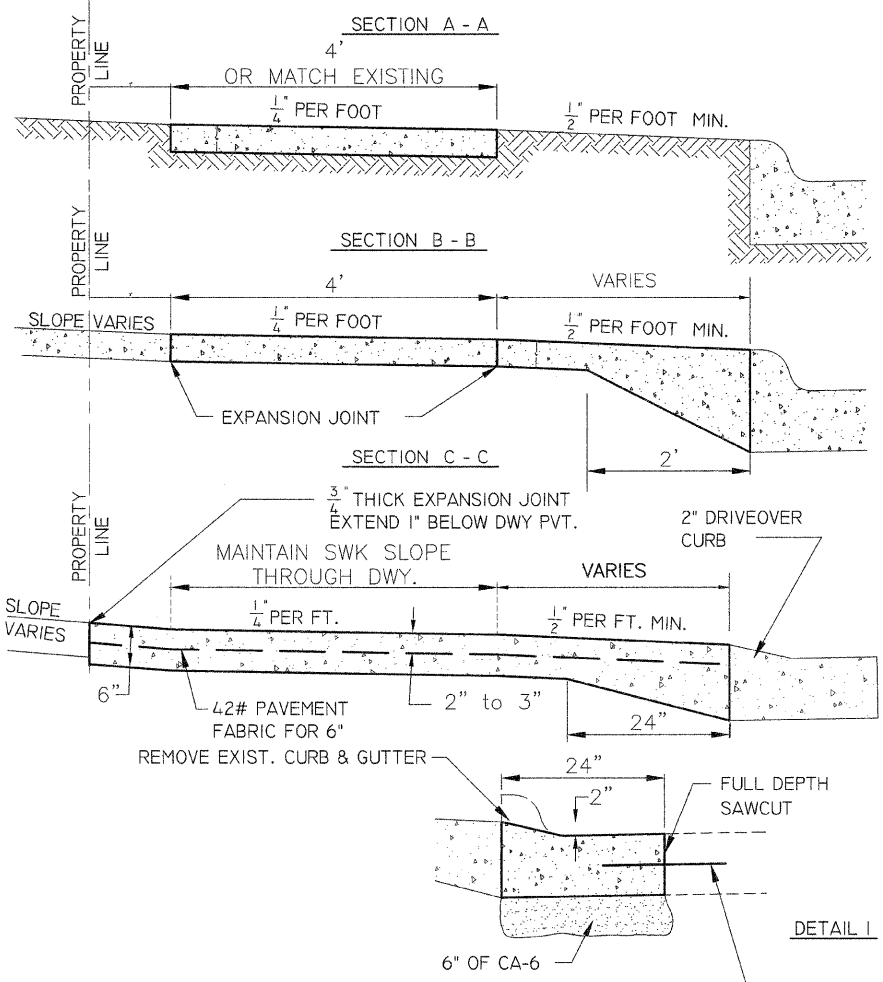 SECTION A - A
PROPERTY
LINE
4'
OR MATCH EXISTING
1/4" PER FOOT
1/2" PER FOOT MIN.
SECTION B - B
PROPERTY
LINE
4'
VARIES
SLOPE VARIES
1/4" PER FOOT
1/2" PER FOOT MIN.
EXPANSION JOINT
2'
SECTION C - C
PROPERTY
LINE
3/4" THICK EXPANSION JOINT
EXTEND 1" BELOW DWY PVT.
2" DRIVEOVER
CURB
MAINTAIN SWK SLOPE
THROUGH DWY.
VARIES
SLOPE
VARIES
1/4" PER FT.
1/2" PER FT. MIN.
6"
42# PAVEMENT
FABRIC FOR 6"
2" to 3"
24"
REMOVE EXIST. CURB & GUTTER
24"
2"
FULL DEPTH
SAWCUT
DETAIL 1
6" OF CA-6